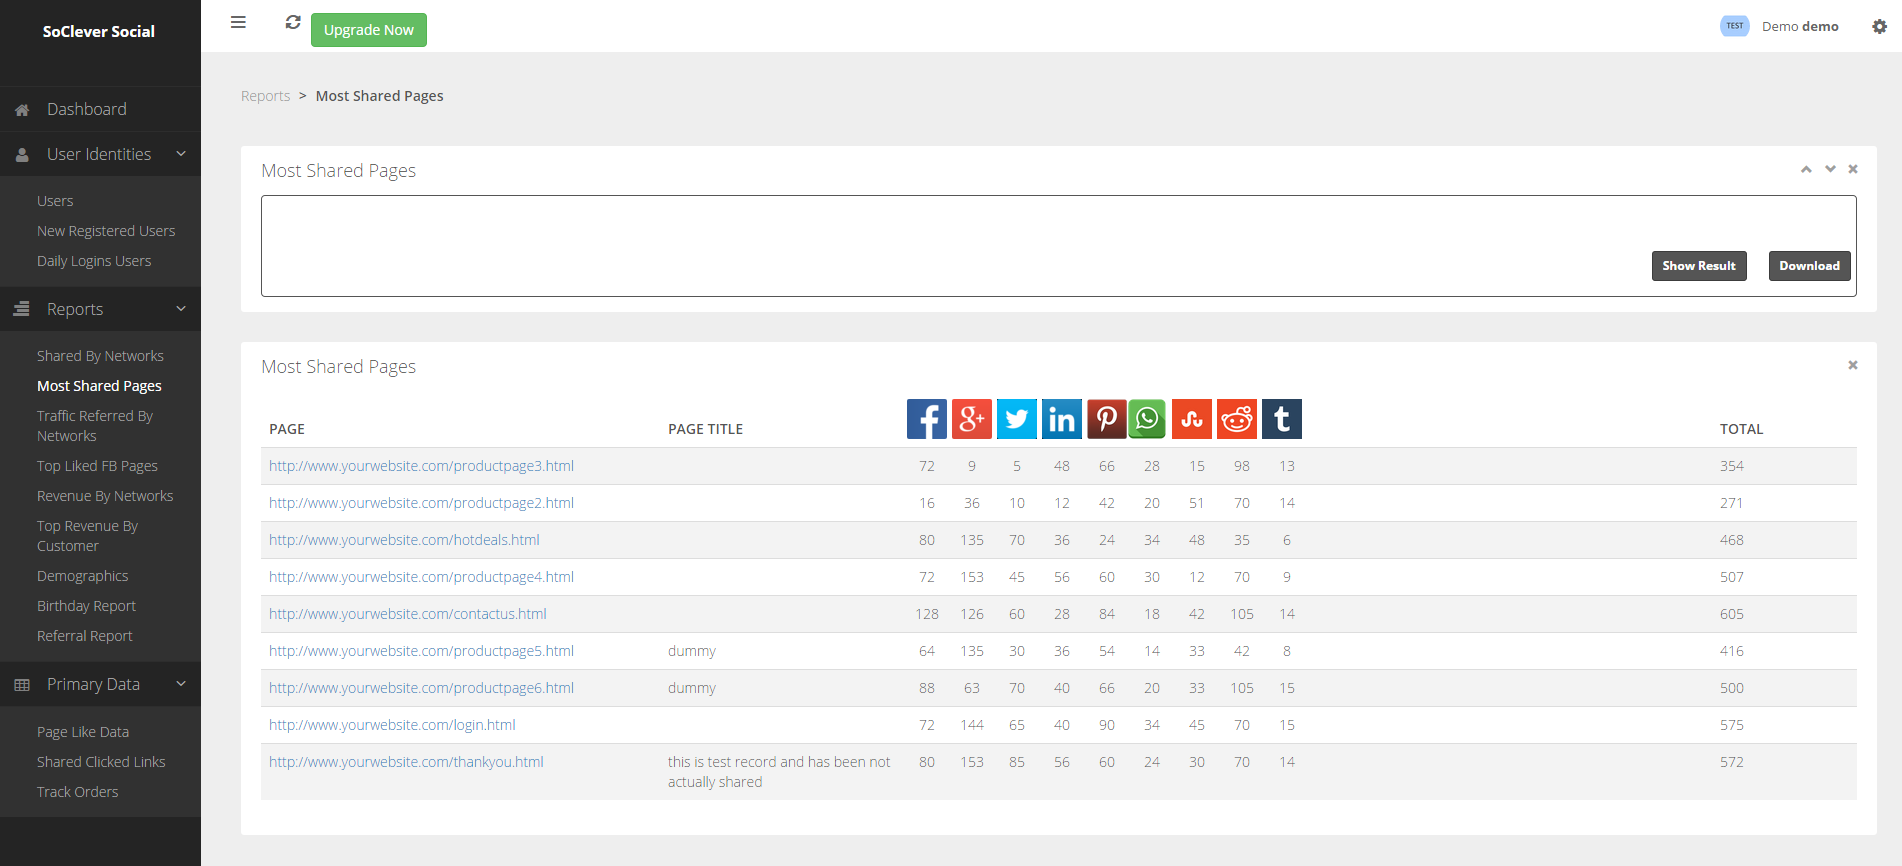 SoClever Social
Upgrade Now
TEST
Demo demo
Dashboard
User Identities
Users
New Registered Users
Daily Logins Users
Reports
Shared By Networks
Most Shared Pages
Traffic Referred By
Networks
Top Liked FB Pages
Revenue By Networks
Top Revenue By
Customer
Demographics
Birthday Report
Referral Report
Primary Data
Page Like Data
Shared Clicked Links
Track Orders
Reports > Most Shared Pages
Most Shared Pages
Show Result Download
Most Shared Pages
PAGE PAGE TITLE TOTAL
http://www.yourwebsite.com/productpage3.html 72 9 5 48 66 28 15 98 13 354
http://www.yourwebsite.com/productpage2.html 16 36 10 12 42 20 51 70 14 271
http://www.yourwebsite.com/hotdeals.html 80 135 70 36 24 34 48 35 6 468
http://www.yourwebsite.com/productpage4.html 72 153 45 56 60 30 12 70 9 507
http://www.yourwebsite.com/contactus.html 128 126 60 28 84 18 42 105 14 605
http://www.yourwebsite.com/productpage5.html dummy 64 135 30 36 54 14 33 42 8 416
http://www.yourwebsite.com/productpage6.html dummy 88 63 70 40 66 20 33 105 15 500
http://www.yourwebsite.com/login.html 72 144 65 40 90 34 45 70 15 575
http://www.yourwebsite.com/thankyou.html this is test record and has been not 80 153 85 56 60 24 30 70 14 572
actually shared